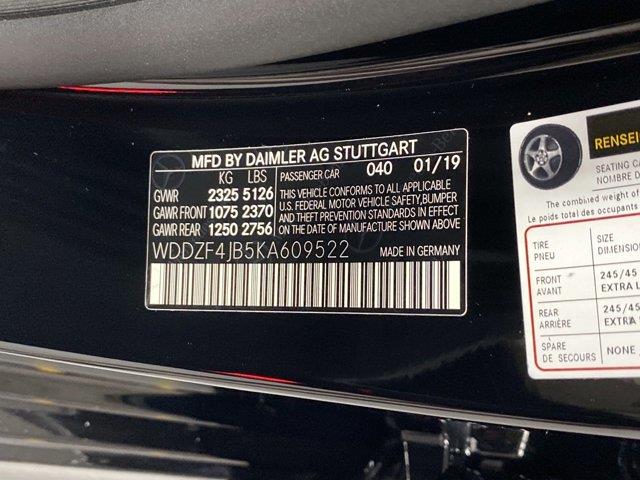 MFD BY DAIMLER AG STUTTGART
KG LBS
GVWR 2325 5126
GAWR FRONT 1075 2370
GAWR REAR 1250 2756
PASSENGER CAR 040 01/19
THIS VEHICLE CONFORMS TO ALL APPLICABLE
U.S. FEDERAL MOTOR VEHICLE SAFETY,BUMPER
AND THEFT PREVENTION STANDARDS IN EFFECT
ON THE DATE OF MANUFACTURE SHOWN ABOVE
WDDZF4JB5KA609522
MADE IN GERMANY
SEATING
NOMBRE
The combined weight of
Le poids total des occupants
TIRE
PNEU
SIZE
FRONT
AVANT
245/45
EXTRA
REAR
ARRIÈRE
245/45
EXTRA
SPARE
DE SECOURS
NONE